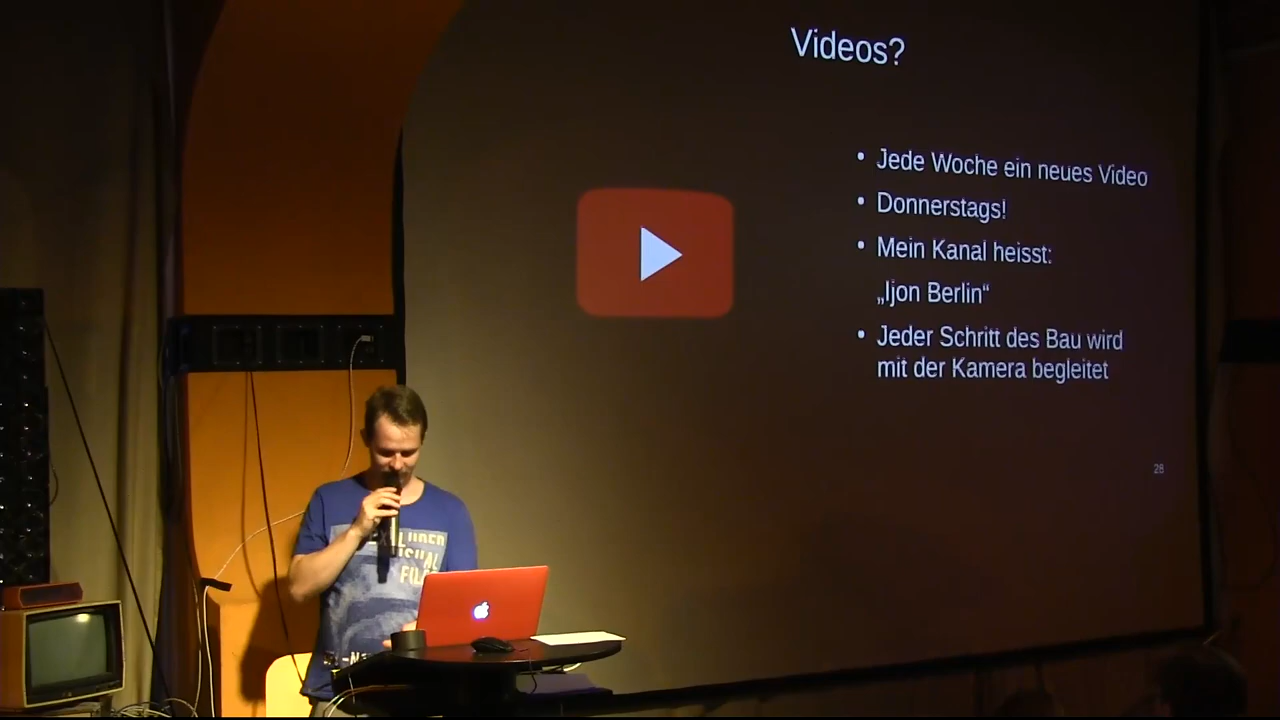 Videos?
• Jede Woche ein neues Video
• Donnerstags!
• Mein Kanal heisst:
„Ijon Berlin“
• Jeder Schritt des Bau wird
mit der Kamera begleitet
28